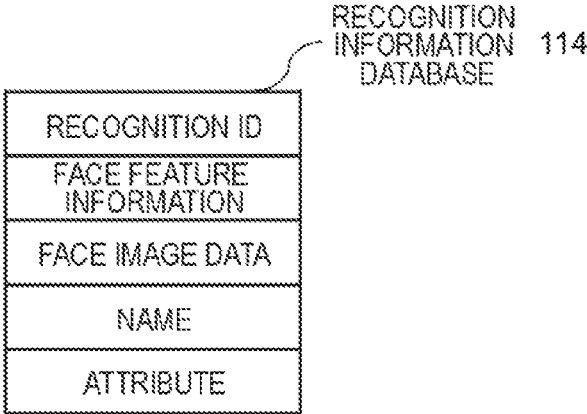 RECOGNITION
INFORMATION 114
DATABASE
RECOGNITION ID
FACE FEATURE
INFORMATION
FACE IMAGE DATA
NAME
ATTRIBUTE